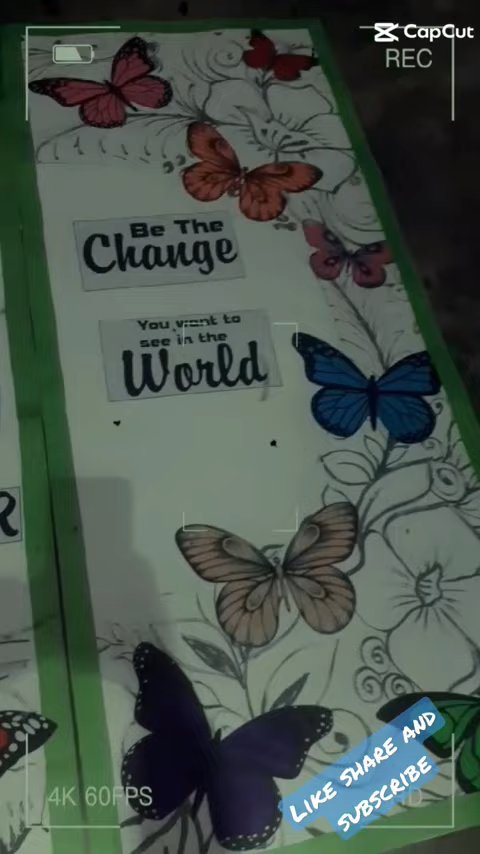 CapCut
REC
Be The
Change
You want to
see in the
World
R
4K 60FPS
LIKE SHARE AND
SUBSCRIBE